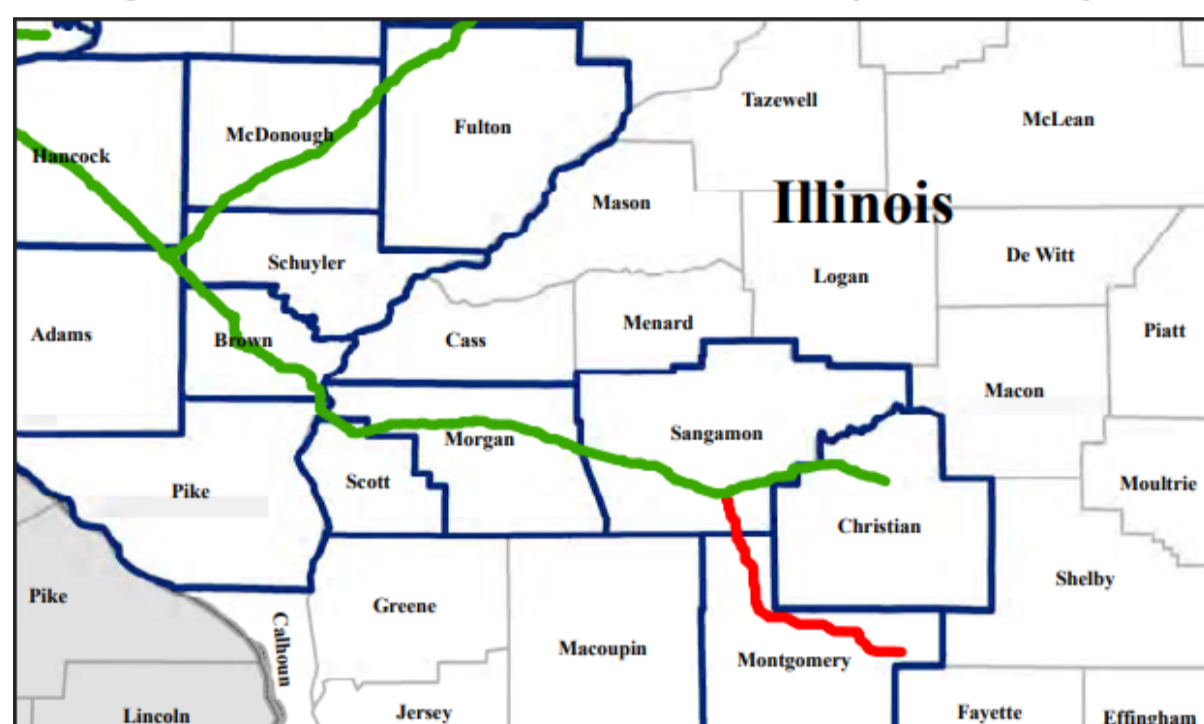 Tazewell
McLean
McDonough
Fulton
Hancock
Mason
Illinois
Schuyler
De Witt
Logan
Menard
Adams
Brown
Cass
Piatt
Macon
Morgan
Sangamon
Scott
Pike
Moultrie
Christian
Shelby
Pike
Greene
Calhoun
Macoupin
Montgomery
Lincoln
Jersey
Fayette
Effingham